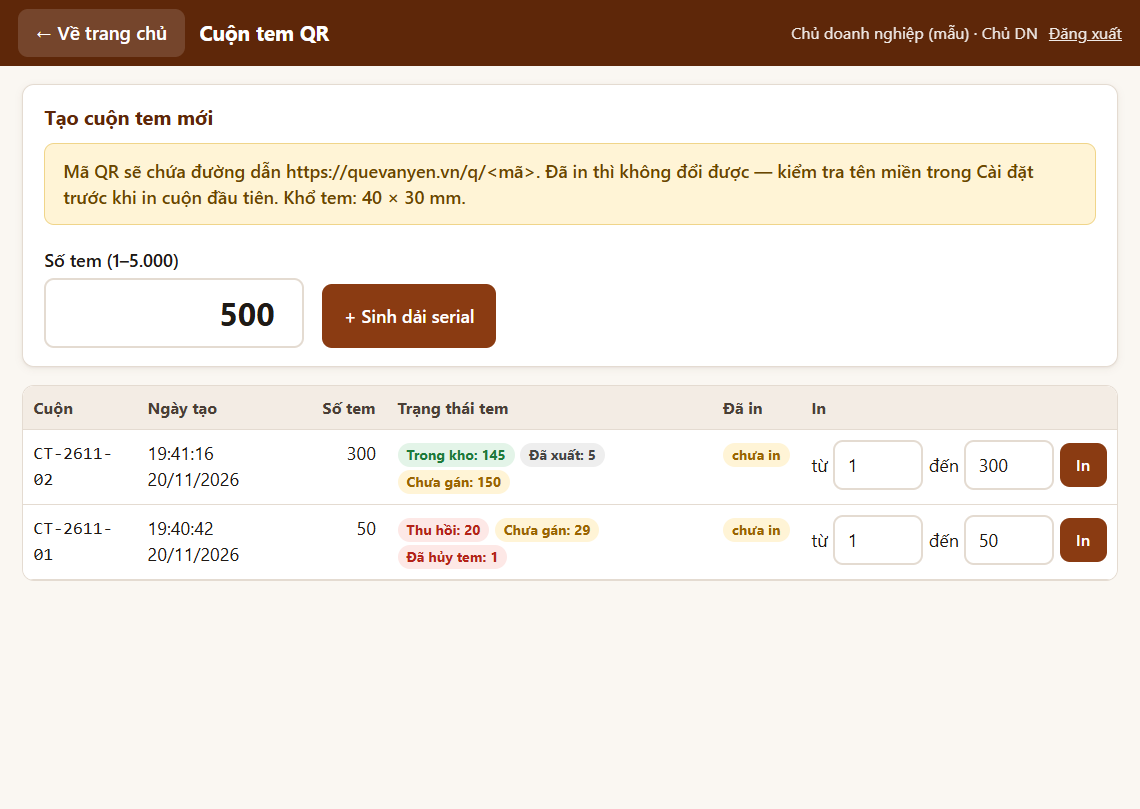 ← Về trang chủ
Cuộn tem QR
Chủ doanh nghiệp (mẫu) · Chủ DN Đăng xuất
Tạo cuộn tem mới
Mã QR sẽ chứa đường dẫn https://quevanyen.vn/q/<mã>. Đã in thì không đổi được — kiểm tra tên miền trong Cài đặt
trước khi in cuộn đầu tiên. Khổ tem: 40 × 30 mm.
Số tem (1–5.000)
500
+ Sinh dải serial
Cuộn Ngày tạo Số tem Trạng thái tem Đã in In
CT-2611- 19:41:16 300 Trong kho: 145 Đã xuất: 5 chưa in từ 1 đến 300 In
02 20/11/2026 Chưa gán: 150
CT-2611- 19:40:42 50 Thu hồi: 20 Chưa gán: 29 chưa in từ 1 đến 50 In
01 20/11/2026 Đã hủy tem: 1